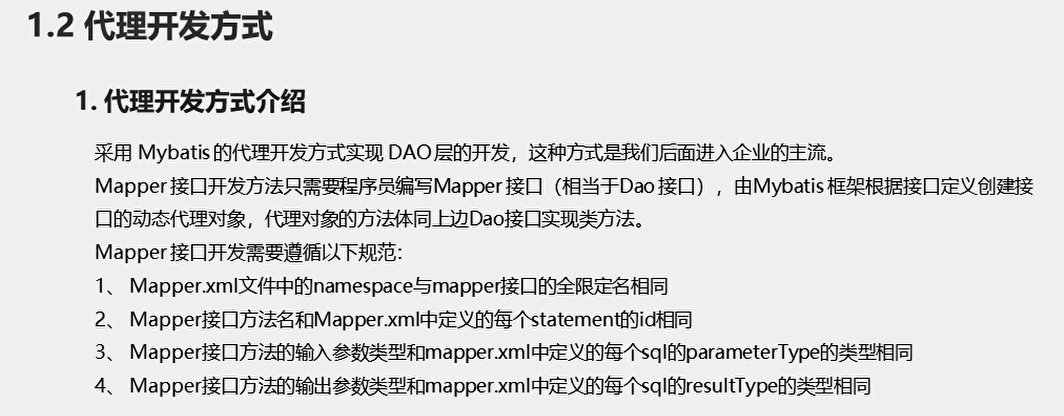 1.2 代理开发方式
1. 代理开发方式介绍
采用 Mybatis 的代理开发方式实现 DAO 层的开发，这种方式是我们后面进入企业的主流。
Mapper 接口开发方法只需要程序员编写Mapper 接口（相当于Dao 接口），由Mybatis 框架根据接口定义创建接
口的动态代理对象，代理对象的方法体同上边Dao接口实现类方法。
Mapper 接口开发需要遵循以下规范：
1、 Mapper.xml文件中的namespace与mapper接口的全限定名相同
2、 Mapper接口方法名和Mapper.xml中定义的每个statement的id相同
3、 Mapper接口方法的输入参数类型和mapper.xml中定义的每个sql的parameterType的类型相同
4、 Mapper接口方法的输出参数类型和mapper.xml中定义的每个sql的resultType的类型相同